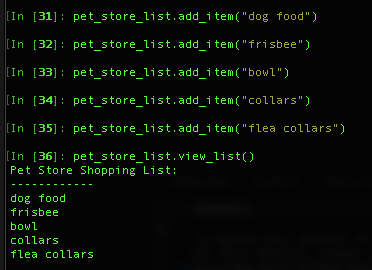 [In [31]: pet_store_list.add_item("dog food")
[In [32]: pet_store_list.add_item("frisbee")
[In [33]: pet_store_list.add_item("bowl")
[In [34]: pet_store_list.add_item("collars")
[In [35]: pet_store_list.add_item("flea collars")
[In [36]: pet_store_list.view_list()
Pet Store Shopping List:
------------
dog food
frisbee
bowl
collars
flea collars